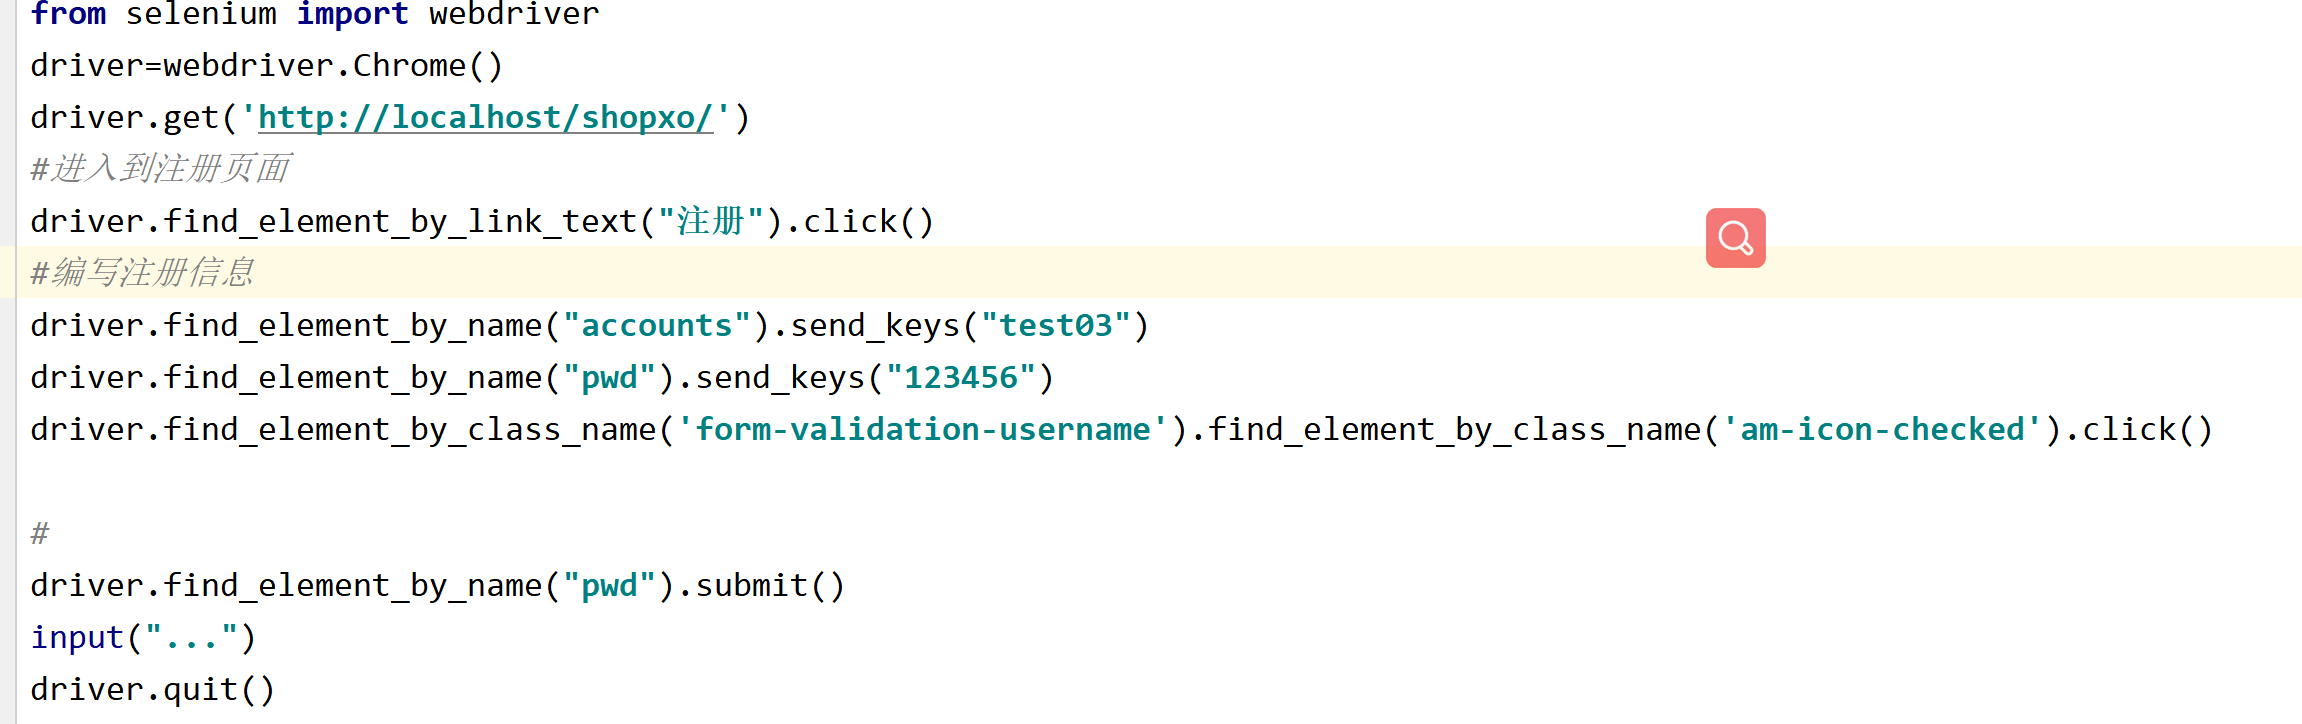 from selenium import webdriver
driver=webdriver.Chrome()
driver.get('http://localhost/shopxo/')
#进入到注册页面
driver.find_element_by_link_text("注册").click()
#编写注册信息
driver.find_element_by_name("accounts").send_keys("test03")
driver.find_element_by_name("pwd").send_keys("123456")
driver.find_element_by_class_name('form-validation-username').find_element_by_class_name('am-icon-checked').click()
#
driver.find_element_by_name("pwd").submit()
input("...")
driver.quit()